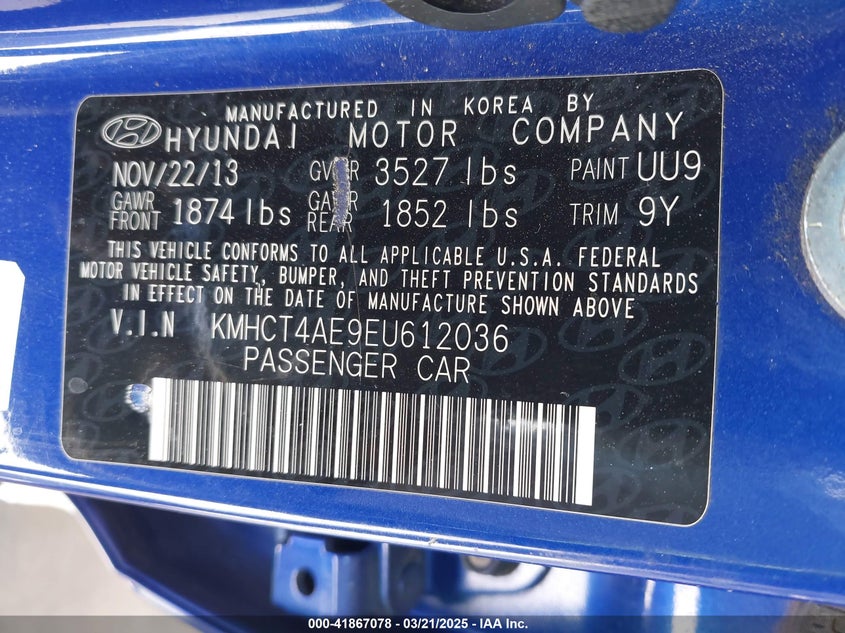 MANUFACTURED IN KOREA BY
HYUNDAI MOTOR COMPANY
NOV/22/13 GVWR 3527 lbs PAINT UU9
GAWR FRONT 1874 lbs GAWR REAR 1852 lbs TRIM 9Y
THIS VEHICLE CONFORMS TO ALL APPLICABLE U.S.A. FEDERAL
MOTOR VEHICLE SAFETY, BUMPER, AND THEFT PREVENTION STANDARDS
IN EFFECT ON THE DATE OF MANUFACTURE SHOWN ABOVE.
V.I.N KMHCT4AE9EU612036
PASSENGER CAR
000-41867078 — 03/21/2025 — IAA Inc.